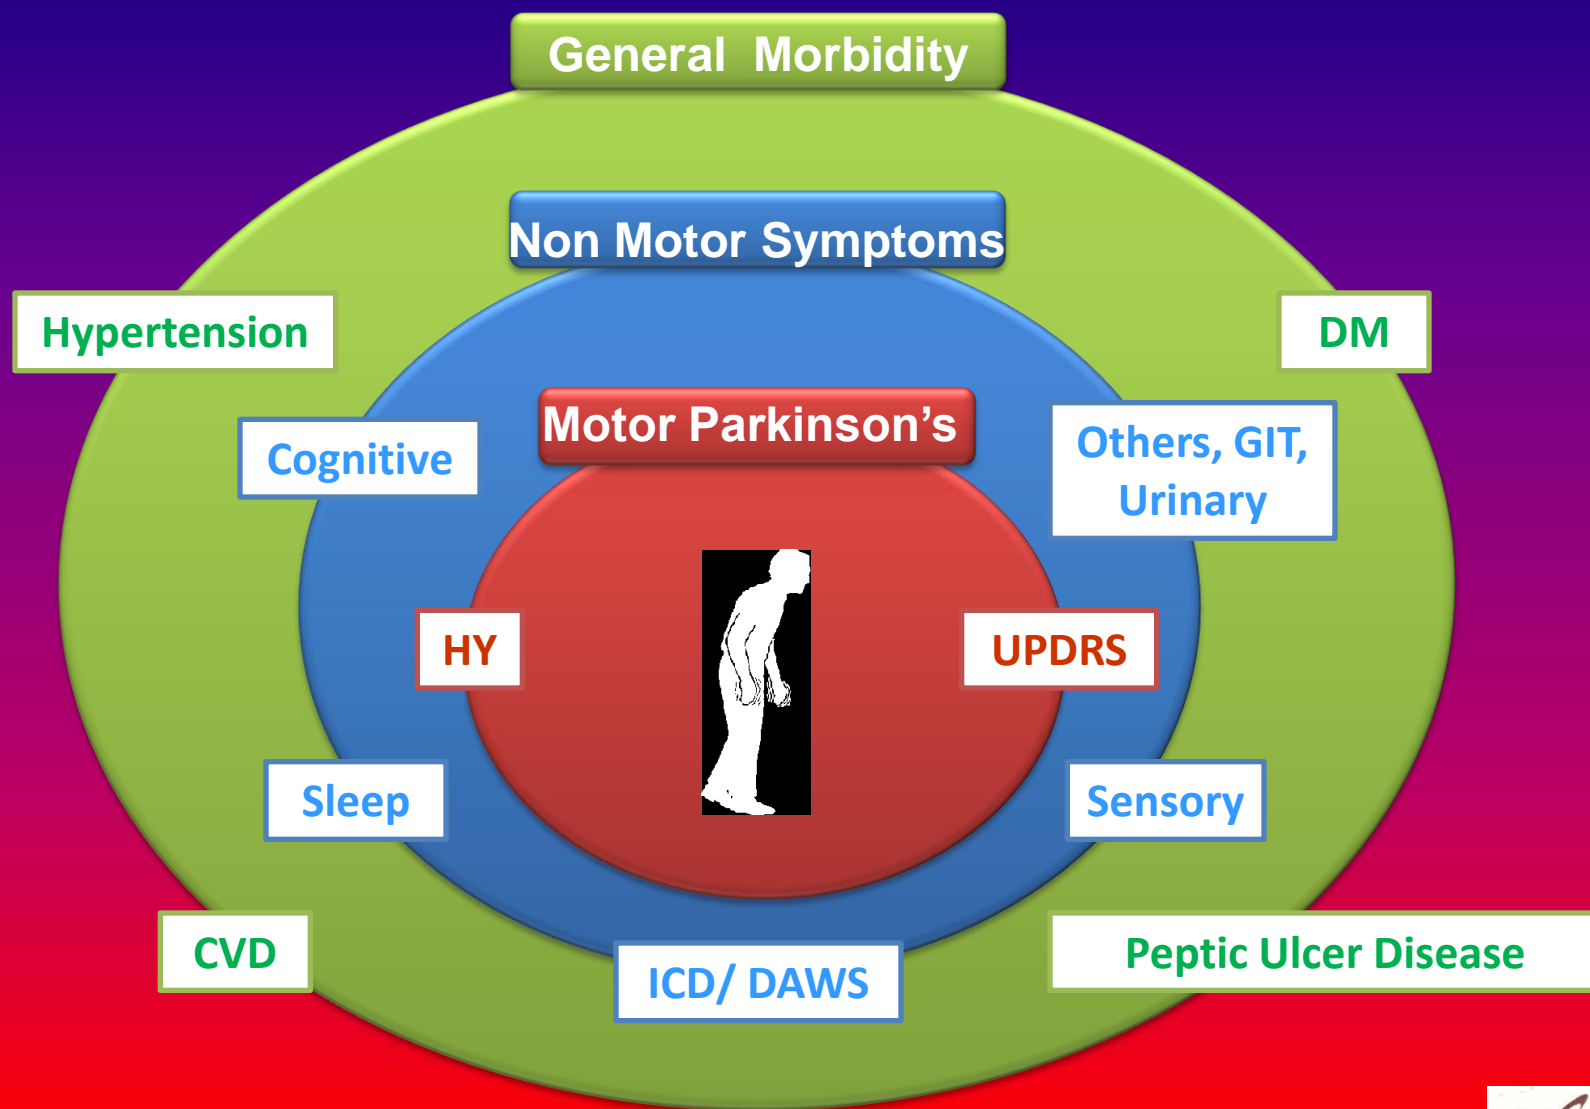 General Morbidity
Non Motor Symptoms
Hypertension
DM
Motor Parkinson’s
Cognitive
Others, GIT,
Urinary
HY
UPDRS
Sleep
Sensory
CVD
Peptic Ulcer Disease
ICD/ DAWS